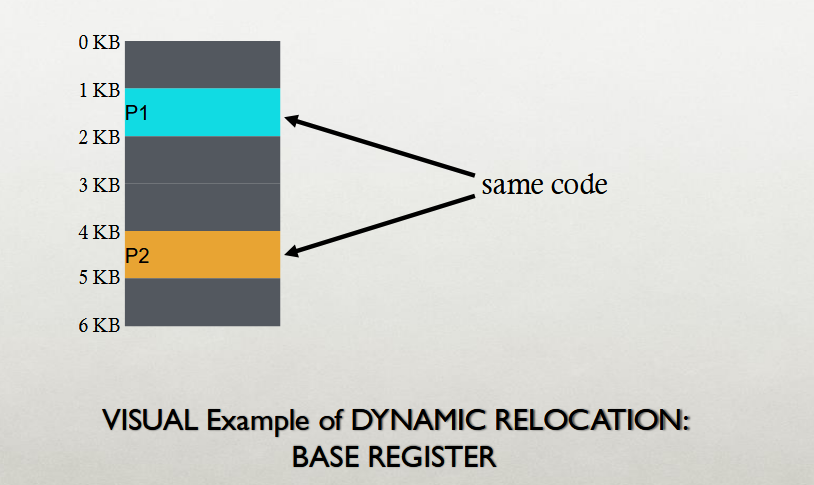 0 KB
1 KB
P1
2 KB
3 KB
same code
4 KB
P2
5 KB
6 KB
VISUAL Example of DYNAMIC RELOCATION:
BASE REGISTER